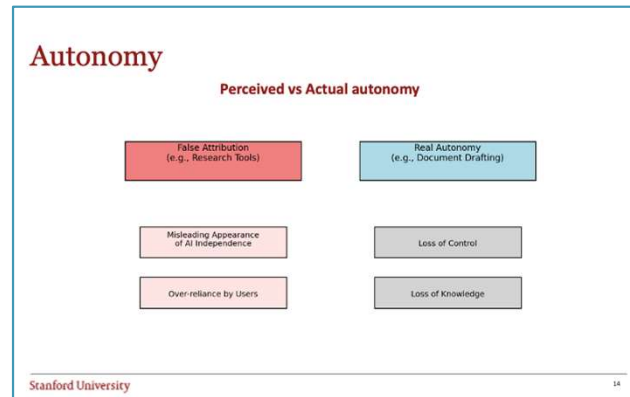 Autonomy
Perceived vs Actual autonomy
False Attribution
(e.g., Research Tools)
Real Autonomy
(e.g., Document Drafting)
Misleading Appearance
of AI Independence
Loss of Control
Over-reliance by Users
Loss of Knowledge
Stanford University
14